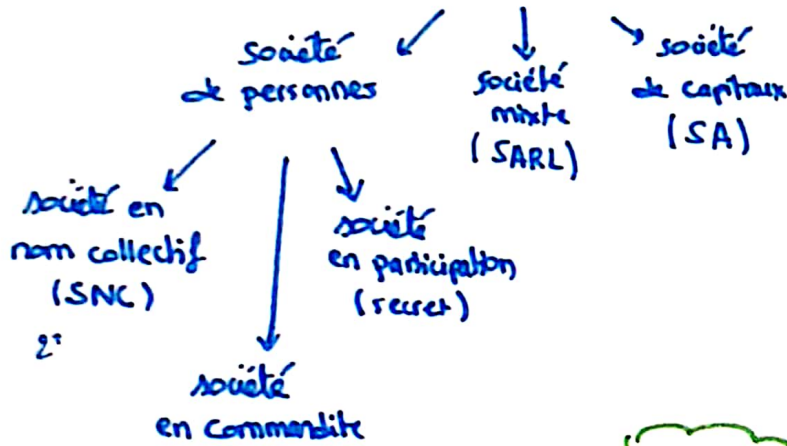 société
de personnes
société
mixte
(SARL)
société
de capitaux
(SA)
société en
nom collectif
(SNC)
société
en participation
(secret)
société
en commandite